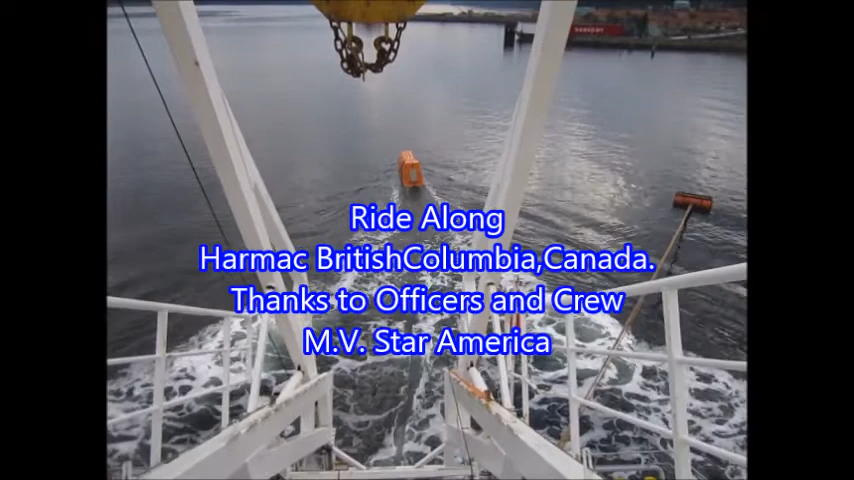 Ride Along
Harmac BritishColumbia,Canada.
Thanks to Officers and Crew
M.V. Star America